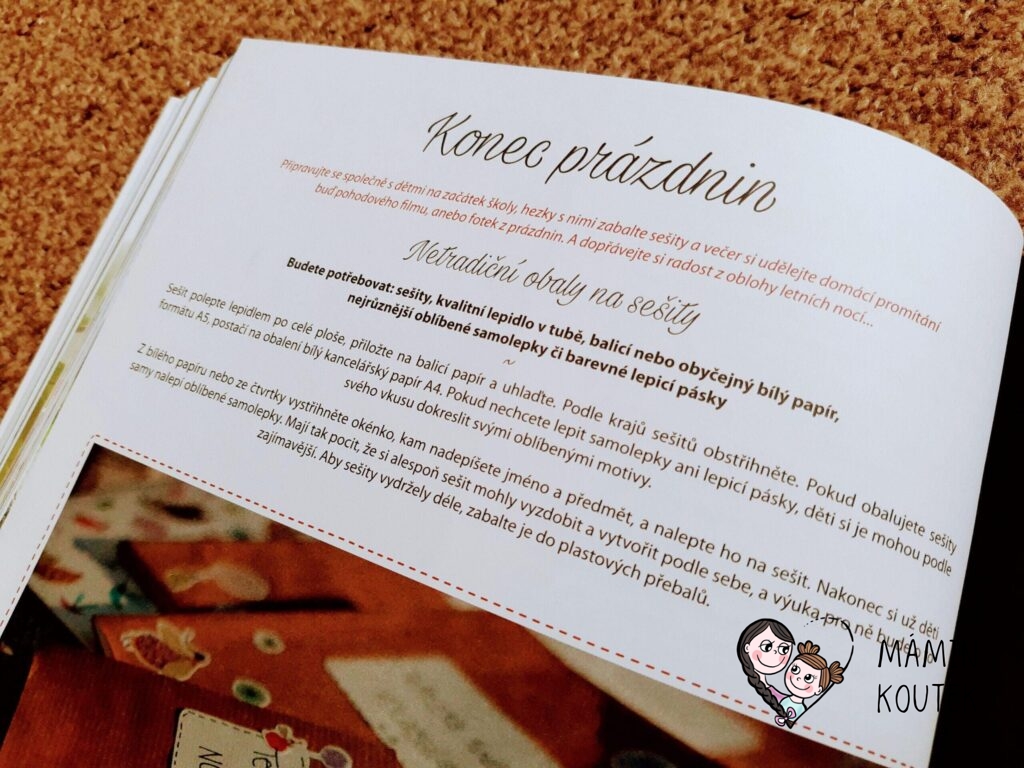 Konec prázdnin
Připravujte se společně s dětmi na začátek školy, hezky s nimi zabalte sešity a večer si udělejte domácí promítání
buď pohodového filmu, anebo fotek z prázdnin. A dopřávejte si radost z oblohy letních nocí...
Netradiční obaly na sešity
Budete potřebovat: sešity, kvalitní lepidlo v tubě, balicí nebo obyčejný bílý papír,
nejrůznější oblíbené samolepky či barevné lepicí pásky
~
Sešit polepte lepidlem po celé ploše, přiložte na balicí papír a uhlaďte. Podle krajů sešitů obstřihněte. Pokud obalujete sešity
formátu A5, postačí na obalení bílý kancelářský papír A4. Pokud nechcete lepit samolepky ani lepicí pásky, děti si je mohou podle
svého vkusu dokreslit svými oblíbenými motivy.
Z bílého papíru nebo ze čtvrtky vystřihněte okénko, kam nadepíšete jméno a předmět, a nalepte ho na sešit. Nakonec si už děti
samy nalepí oblíbené samolepky. Mají tak pocit, že si alespoň sešit mohly vyzdobit a vytvořit podle sebe, a výuka pro ně bude o
zajímavější. Aby sešity vydržely déle, zabalte je do plastových přebalů.
MÁM
KOUT